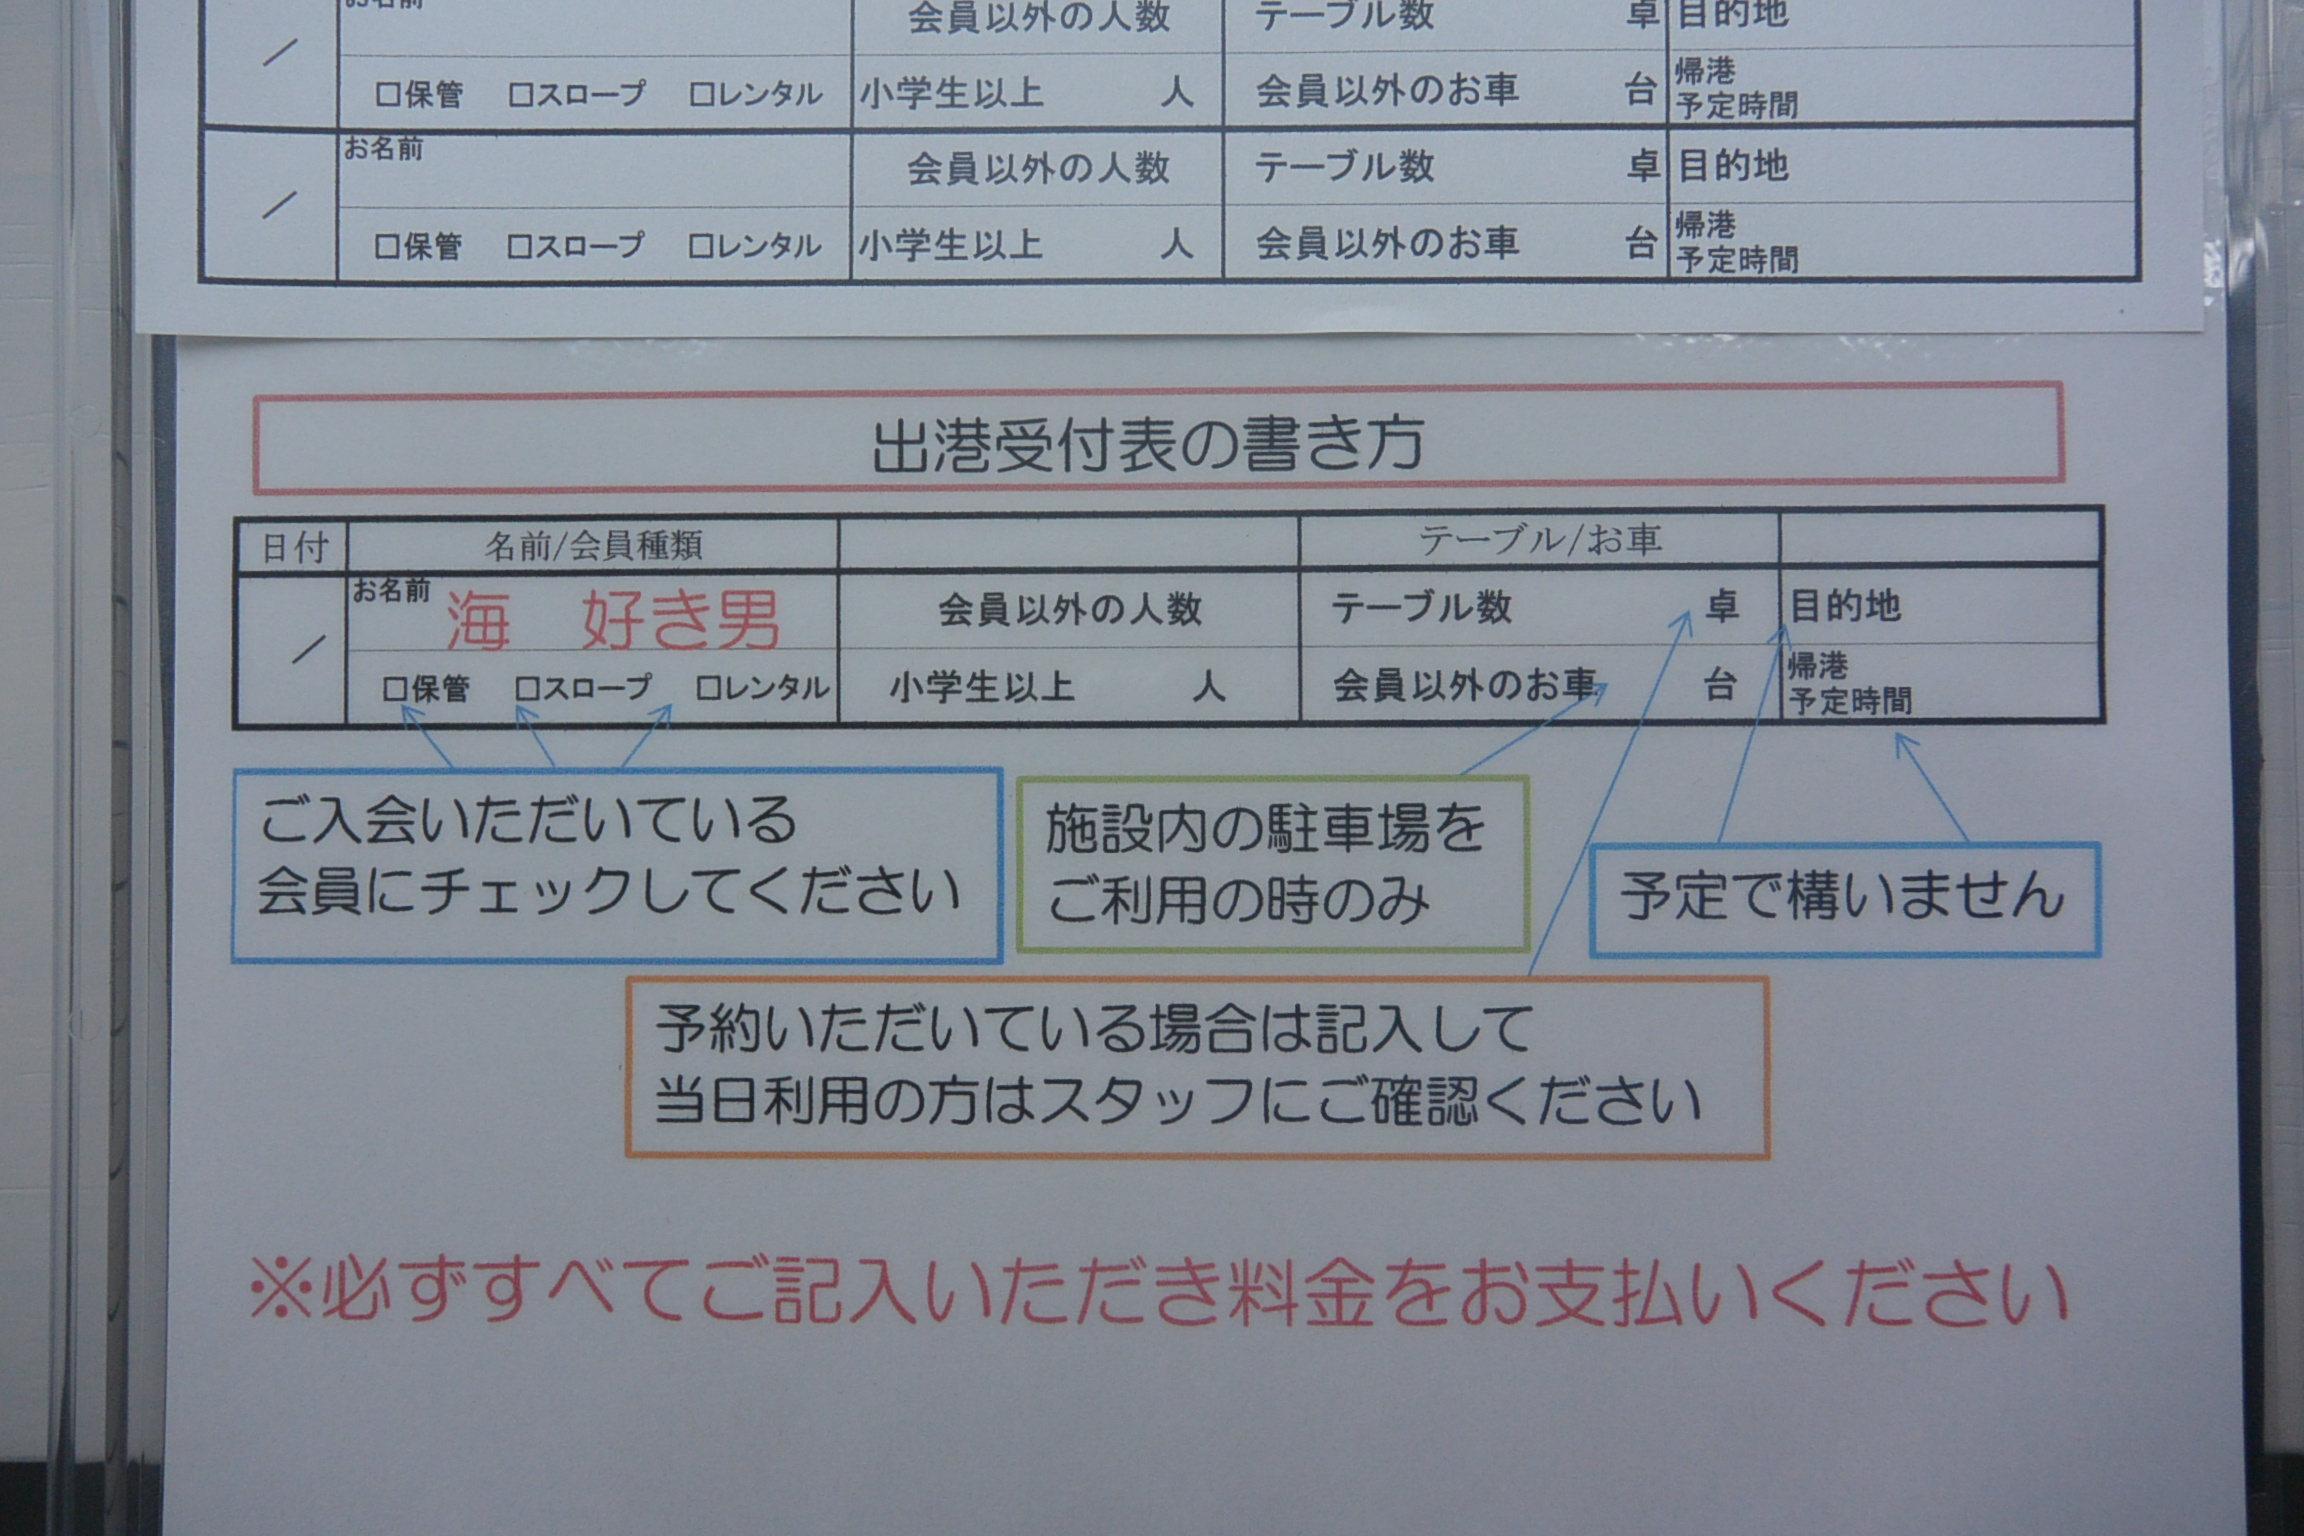 お名前 会員以外の人数 テーブル数 卓 目的地
／ □保管 □スロープ □レンタル 小学生以上 人 会員以外のお車 台 帰港
予定時間
お名前 会員以外の人数 テーブル数 卓 目的地
／ □保管 □スロープ □レンタル 小学生以上 人 会員以外のお車 台 帰港
予定時間
出港受付表の書き方
日付 名前/会員種類 テーブル/お車
お名前 海 好き男 会員以外の人数 テーブル数 卓 目的地
／ □保管 □スロープ □レンタル 小学生以上 人 会員以外のお車 台 帰港
予定時間
ご入会いただいている
会員にチェックしてください
施設内の駐車場を
ご利用の時のみ
予定で構いません
予約いただいている場合は記入して
当日利用の方はスタッフにご確認ください
※必ずすべてご記入いただき料金をお支払いください